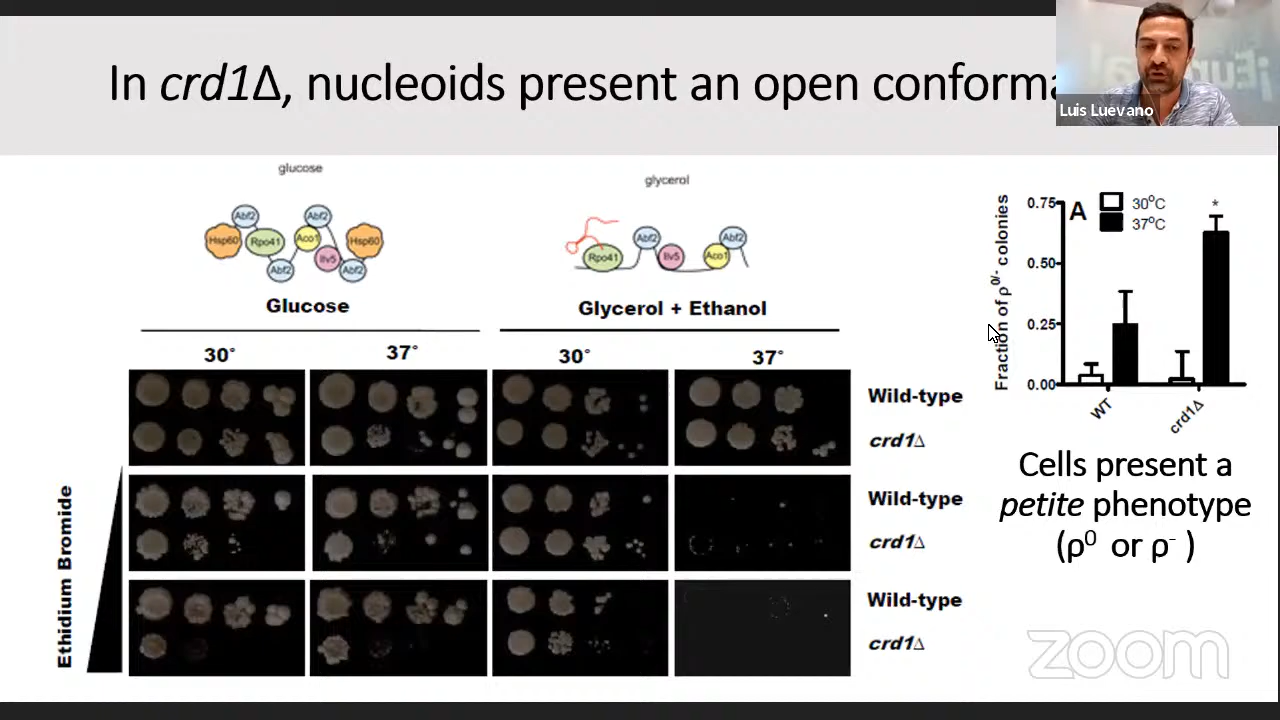 In crd1Δ, nucleoids present an open conforma
Luis Luevano
glucose
glycerol
Abf2
Abf2
Hsp60
Rpo41
Aco1
Hsp60
Ilv5
Abf2
Abf2
Rpo41
Abf2
Ilv5
Aco1
Abf2
Glucose
Glycerol + Ethanol
30°
37°
30°
37°
Wild-type
crd1Δ
Wild-type
crd1Δ
Wild-type
crd1Δ
Ethidium Bromide
A
30°C
37°C
*
Fraction of ρ0/- colonies
0.75
0.50
0.25
0.00
WT
crd1Δ
Cells present a
petite phenotype
(ρ⁰ or ρ⁻ )
zoom